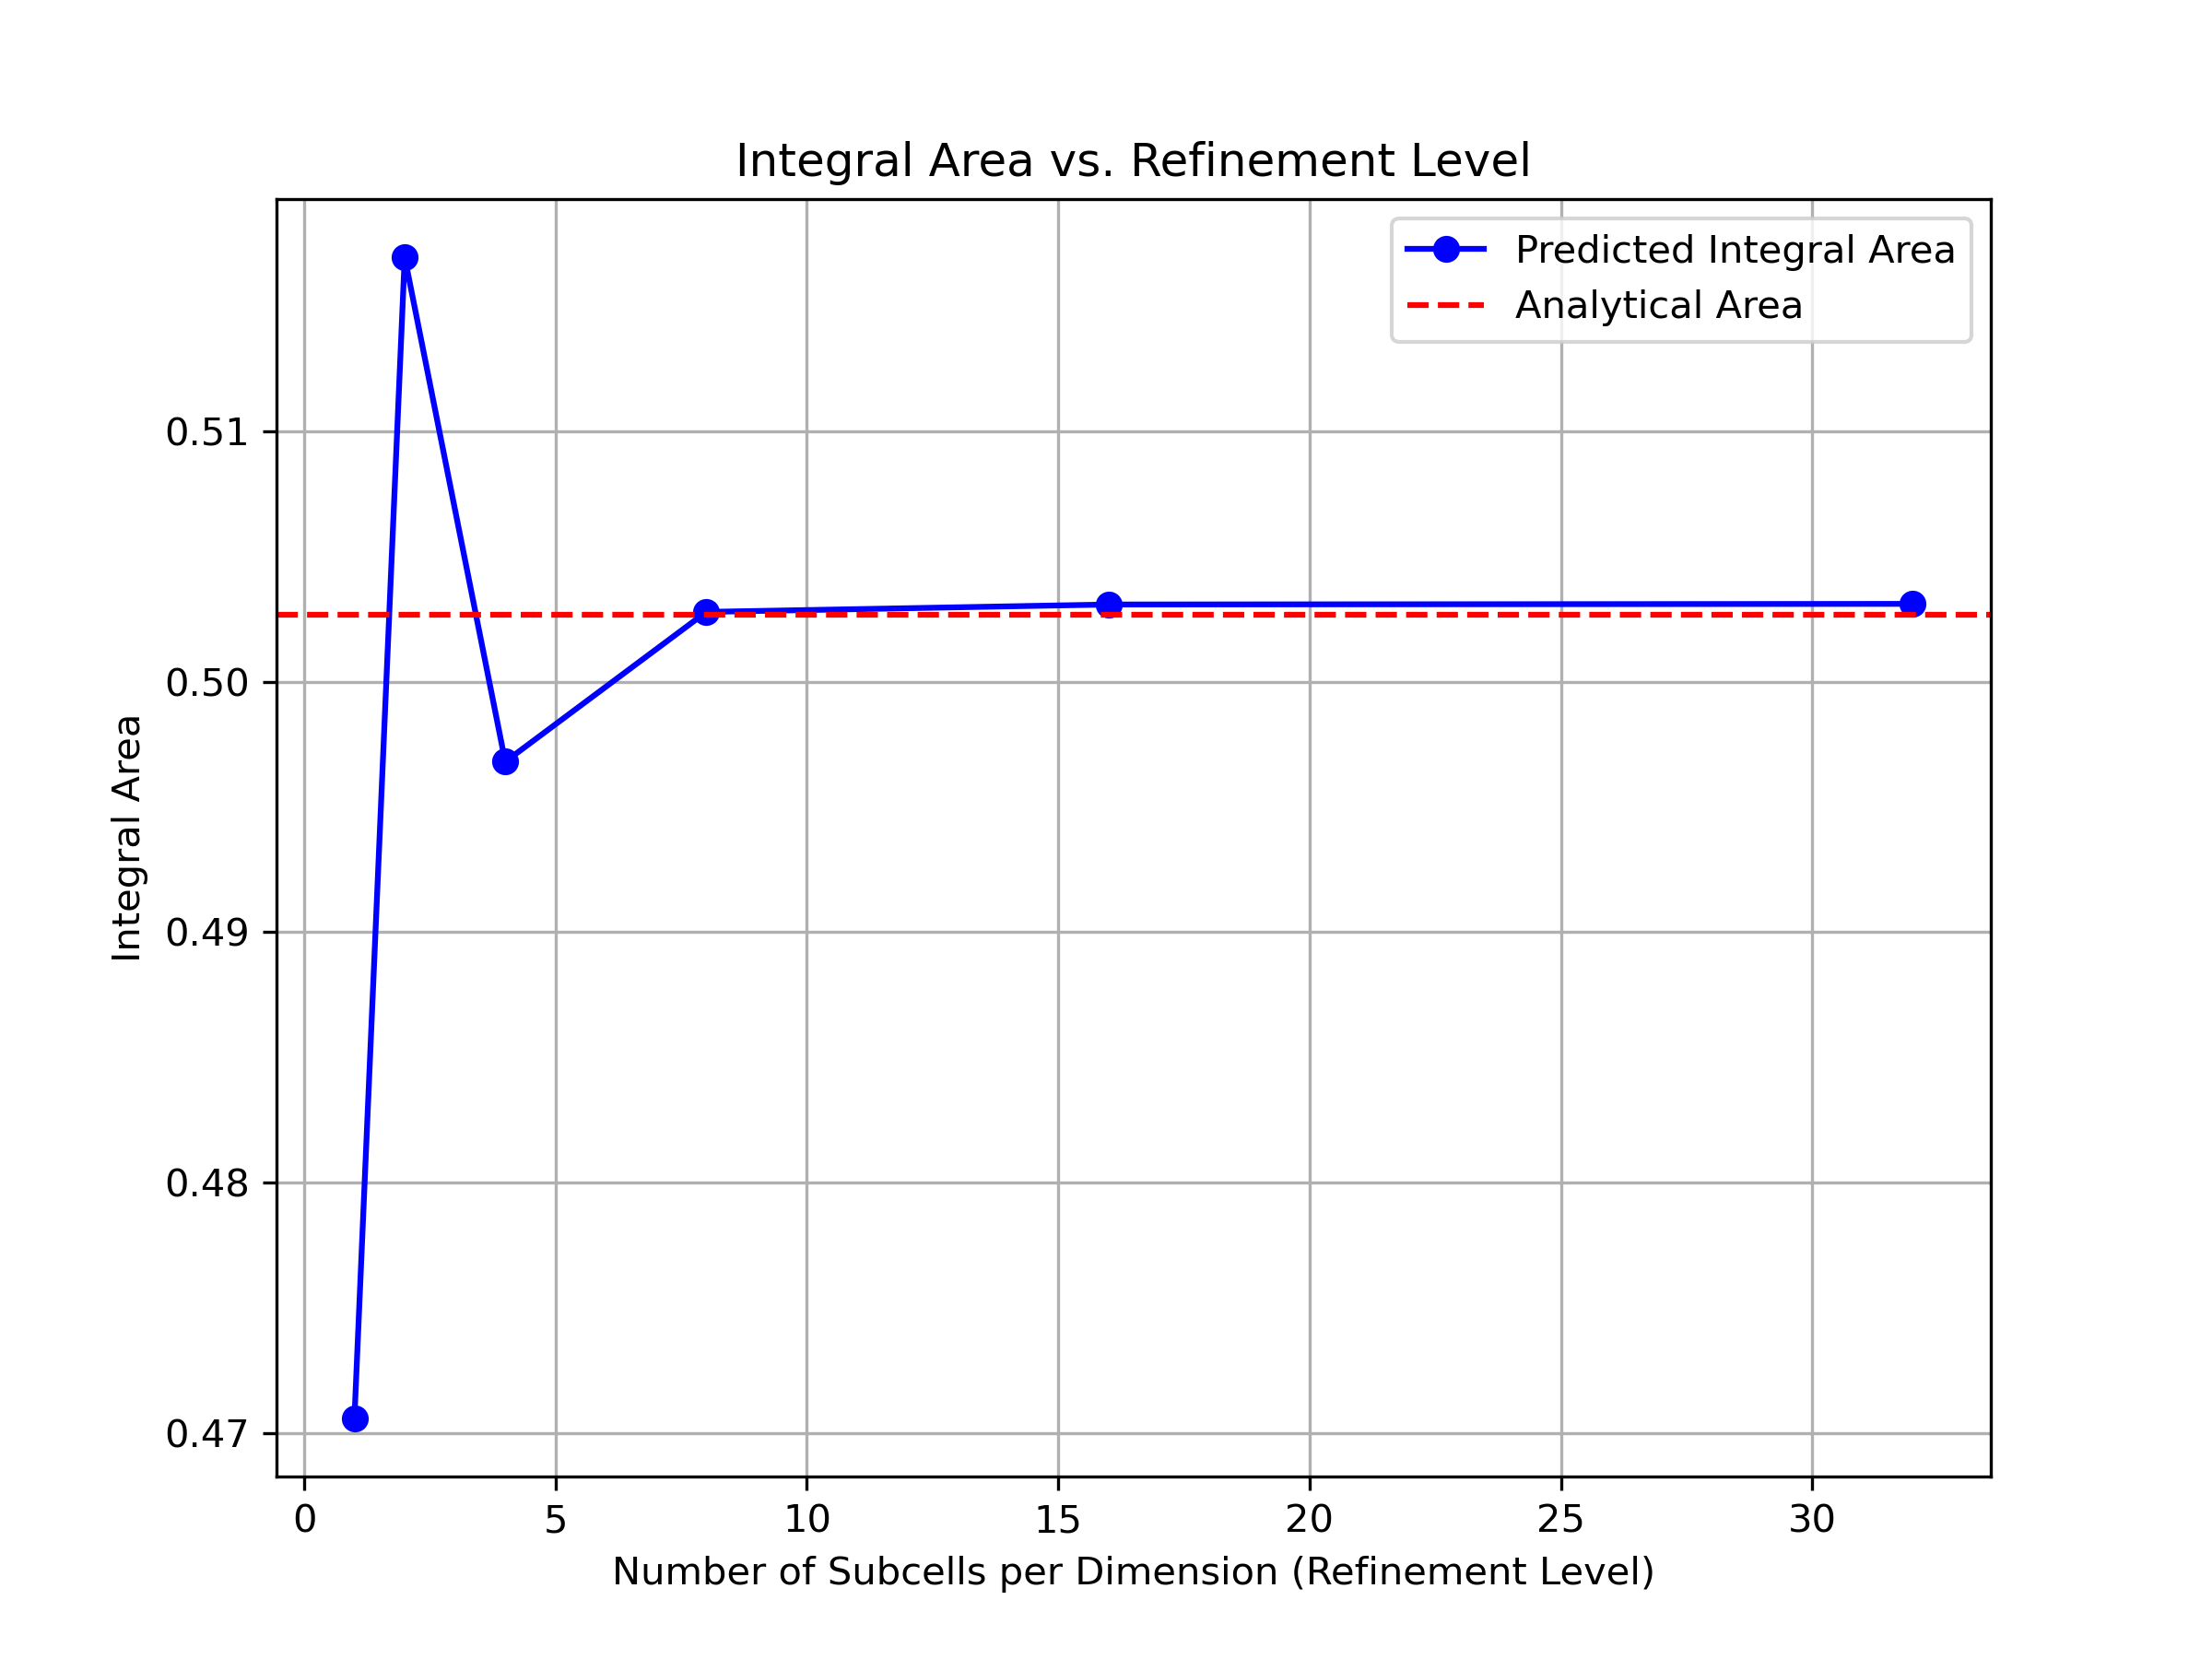 Integral Area vs. Refinement Level
Predicted Integral Area
Analytical Area
0.51
0.50
0.49
0.48
0.47
Integral Area
0 5 10 15 20 25 30
Number of Subcells per Dimension (Refinement Level)